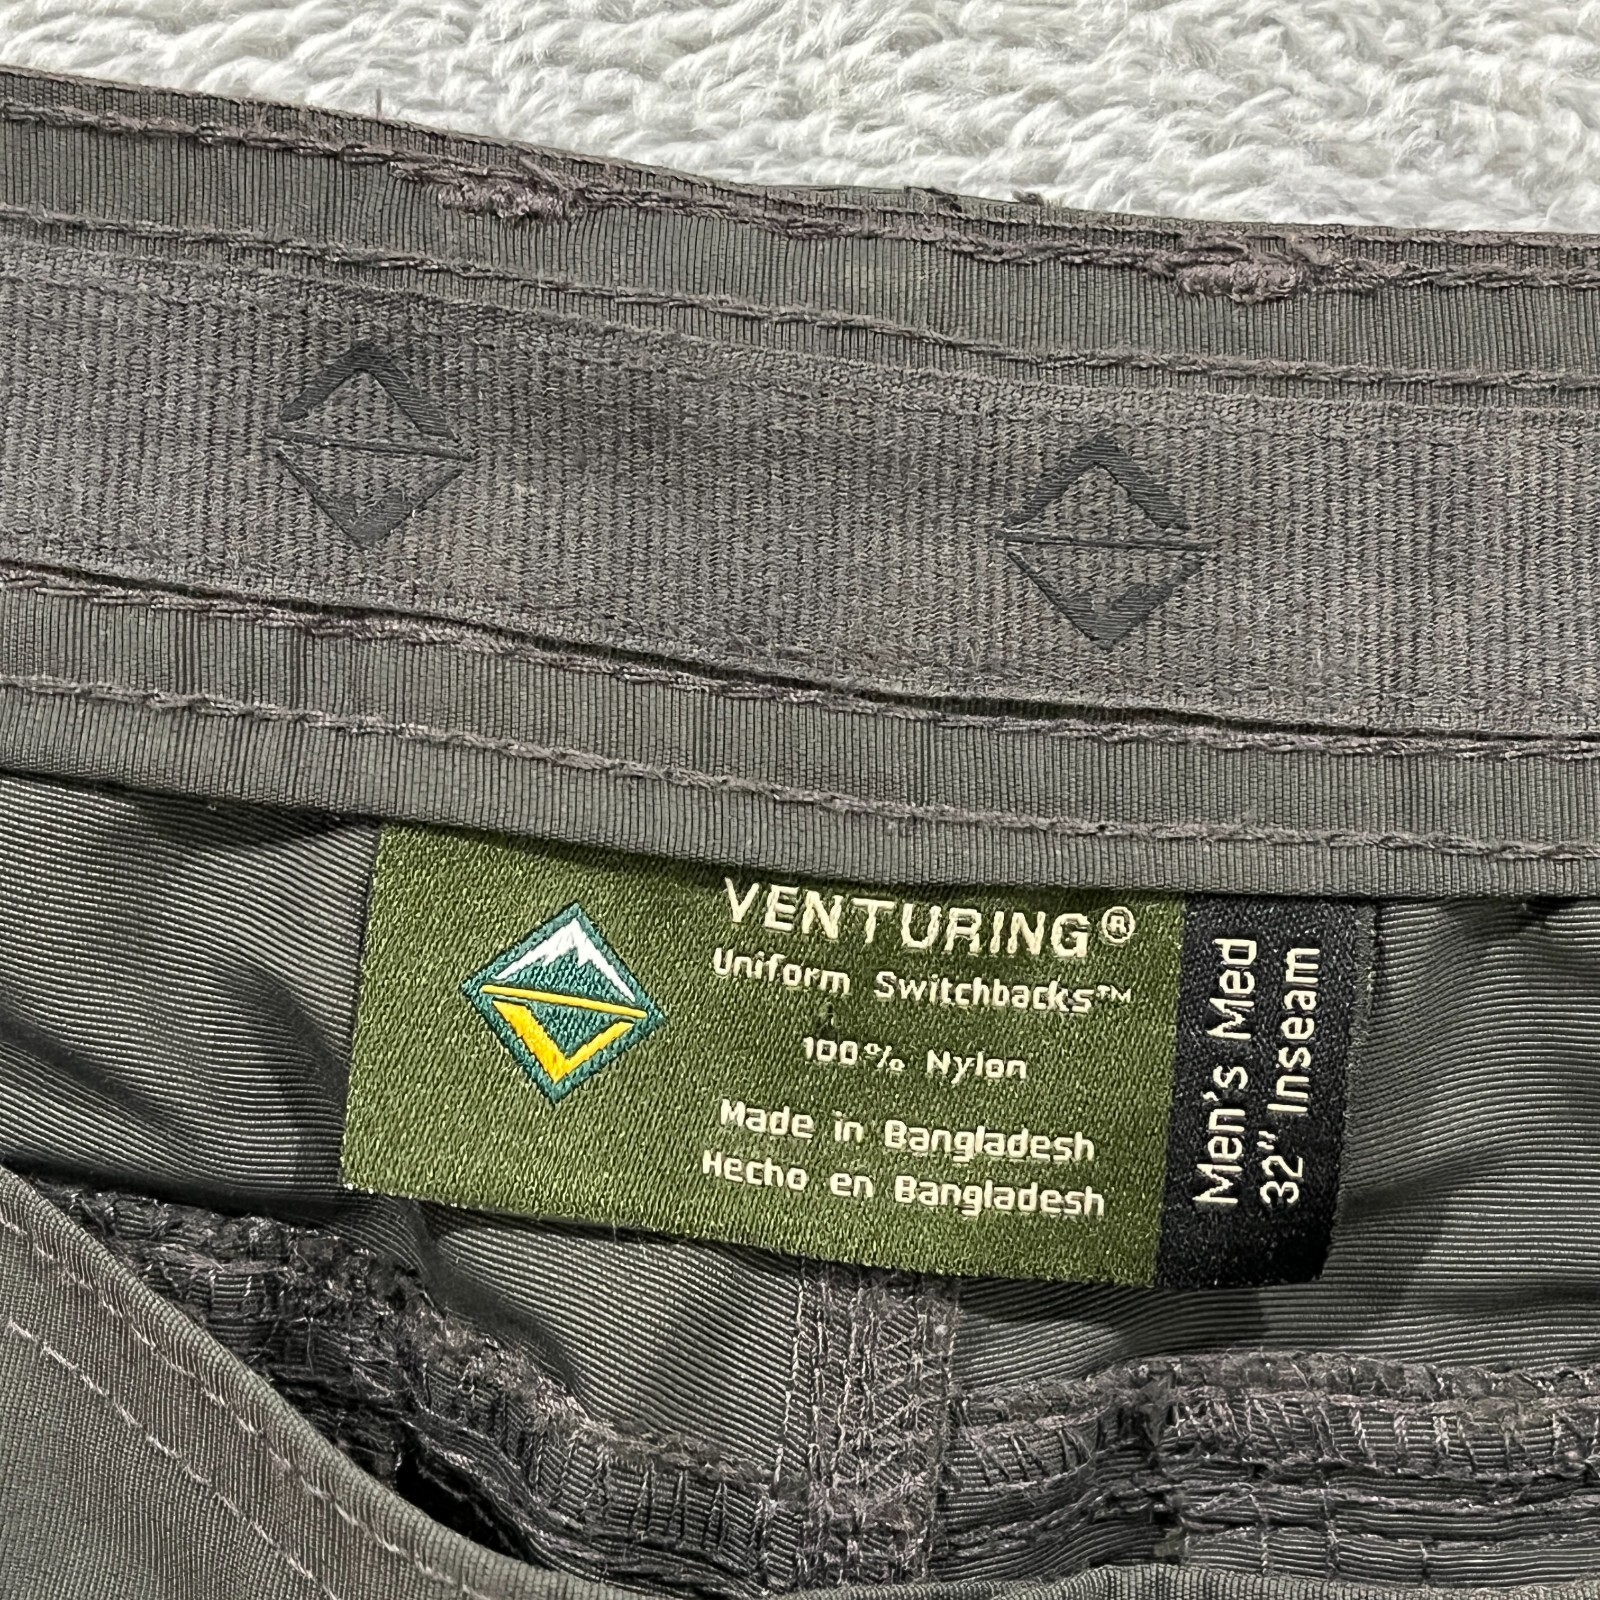 VENTURING®
Uniform Switchbacks™
100% Nylon
Made in Bangladesh
Hecho en Bangladesh
Men's Med
32" Inseam